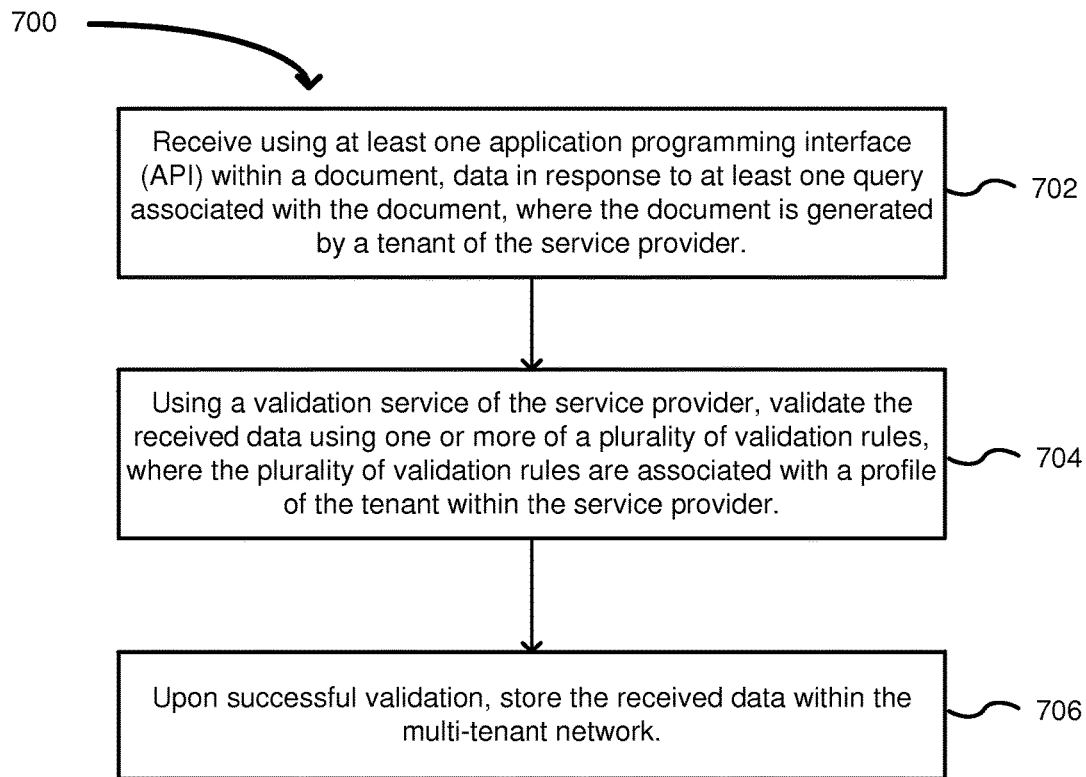 700
Receive using at least one application programming interface
(API) within a document, data in response to at least one query
associated with the document, where the document is generated
by a tenant of the service provider.
702
Using a validation service of the service provider, validate the
received data using one or more of a plurality of validation rules,
where the plurality of validation rules are associated with a profile
of the tenant within the service provider.
704
Upon successful validation, store the received data within the
multi-tenant network.
706